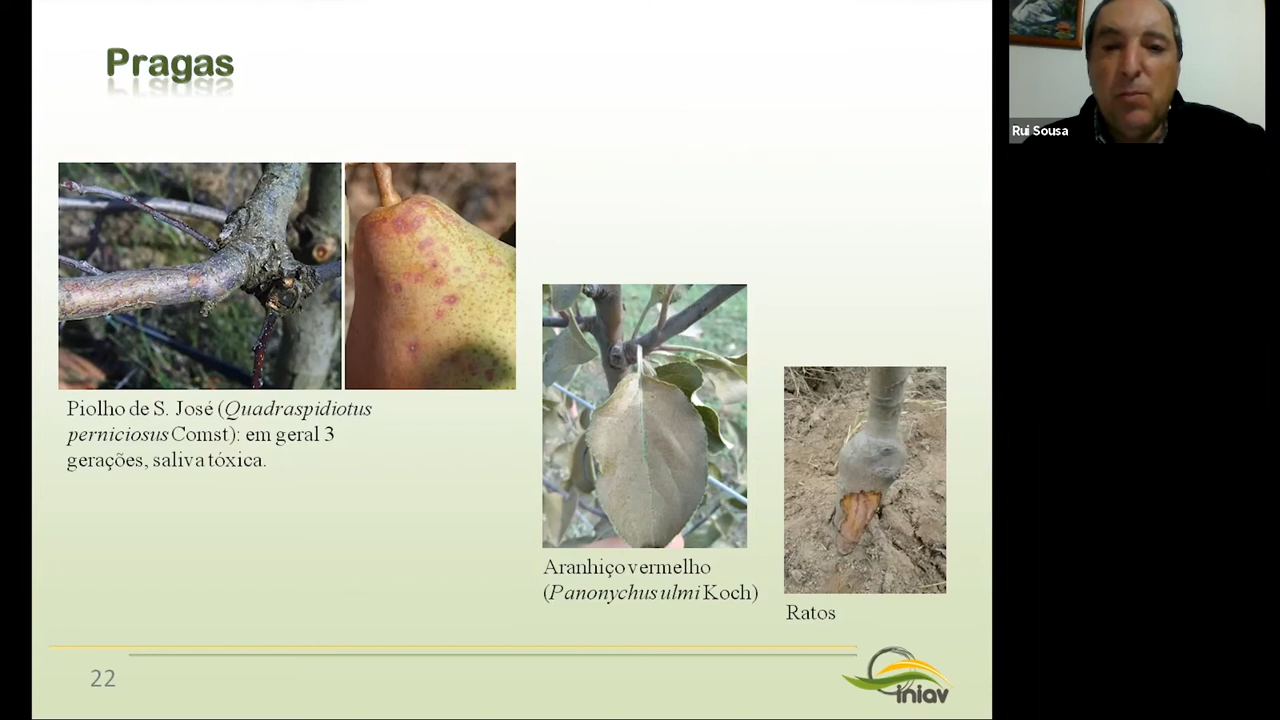 Pragas
Rui Sousa
Piolho de S. José (Quadraspidiotus
perniciosus Comst): em geral 3
gerações, saliva tóxica.
Aranhiço vermelho
(Panonychus ulmi Koch)
Ratos
22
iniav